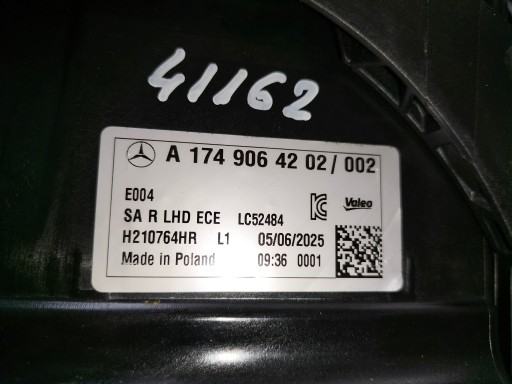 41162
A 174 906 42 02 / 002
E004
SA R LHD ECE LC52484
Valeo
H210764HR L1 05/06/2025
Made in Poland 09:36 0001